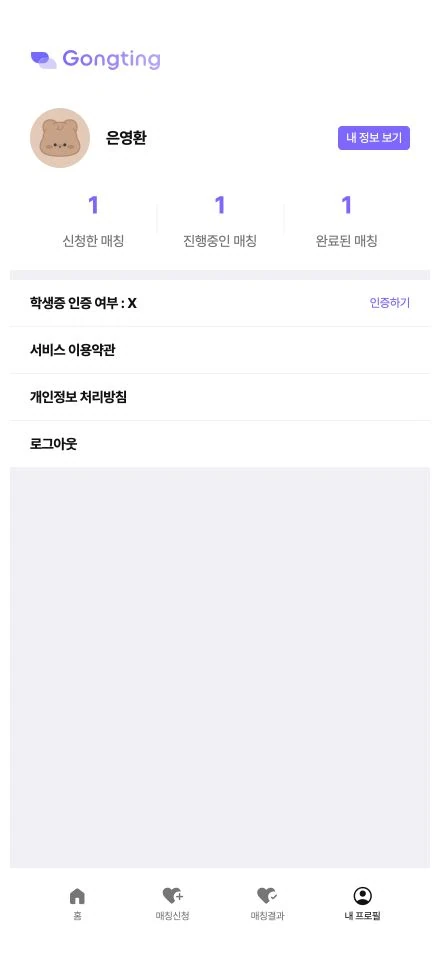 Gongting
은영환
내 정보 보기
1
1
1
신청한 매칭
진행중인 매칭
완료된 매칭
학생증 인증 여부 : X
인증하기
서비스 이용약관
개인정보 처리방침
로그아웃
홈
매칭신청
매칭결과
내 프로필